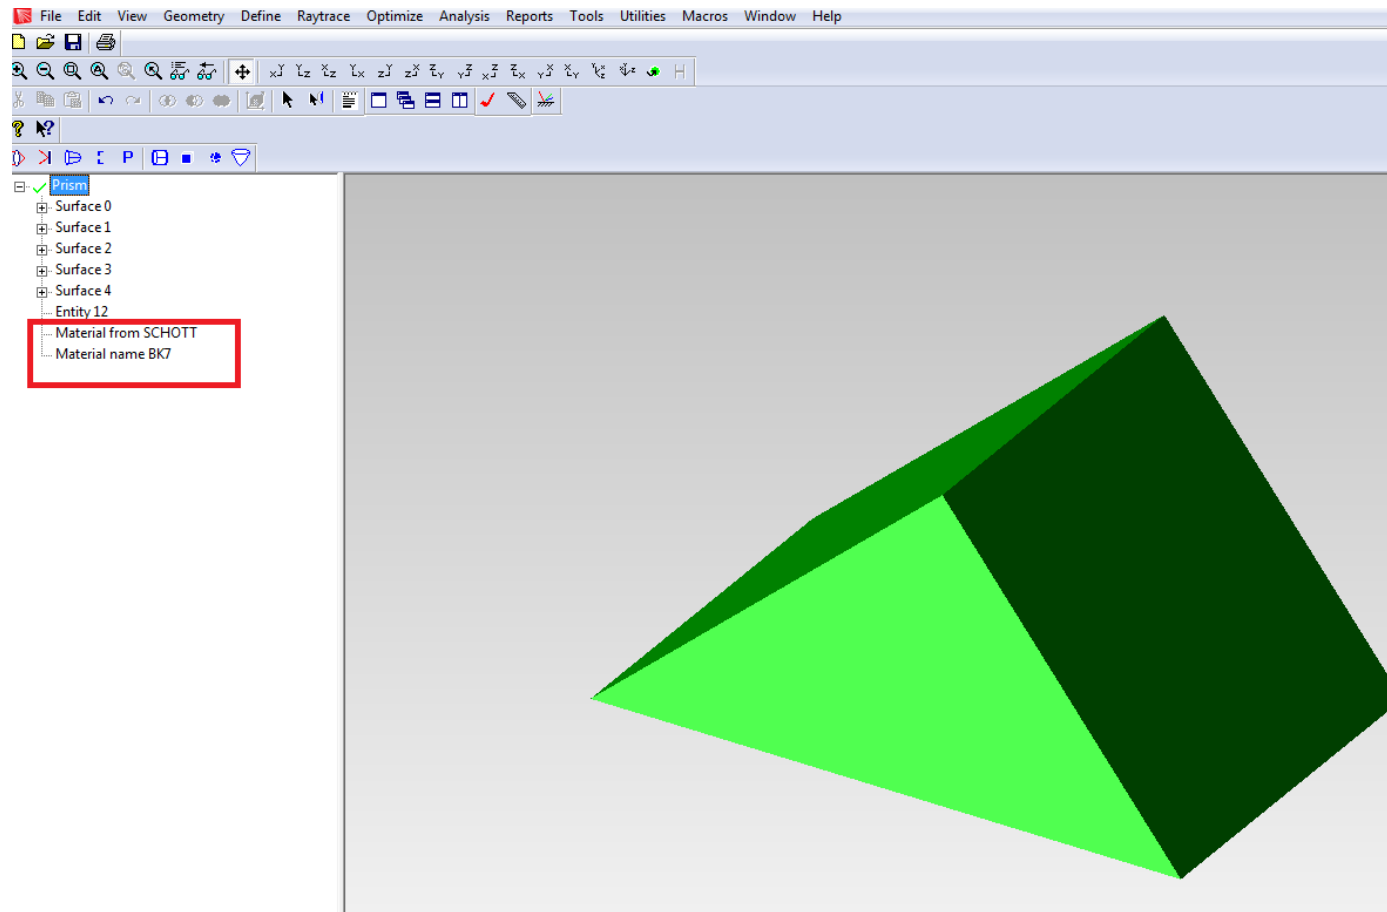 File Edit View Geometry Define Raytrace Optimize Analysis Reports Tools Utilities Macros Window Help
P
Prism
Surface 0
Surface 1
Surface 2
Surface 3
Surface 4
Entity 12
Material from SCHOTT
Material name BK7